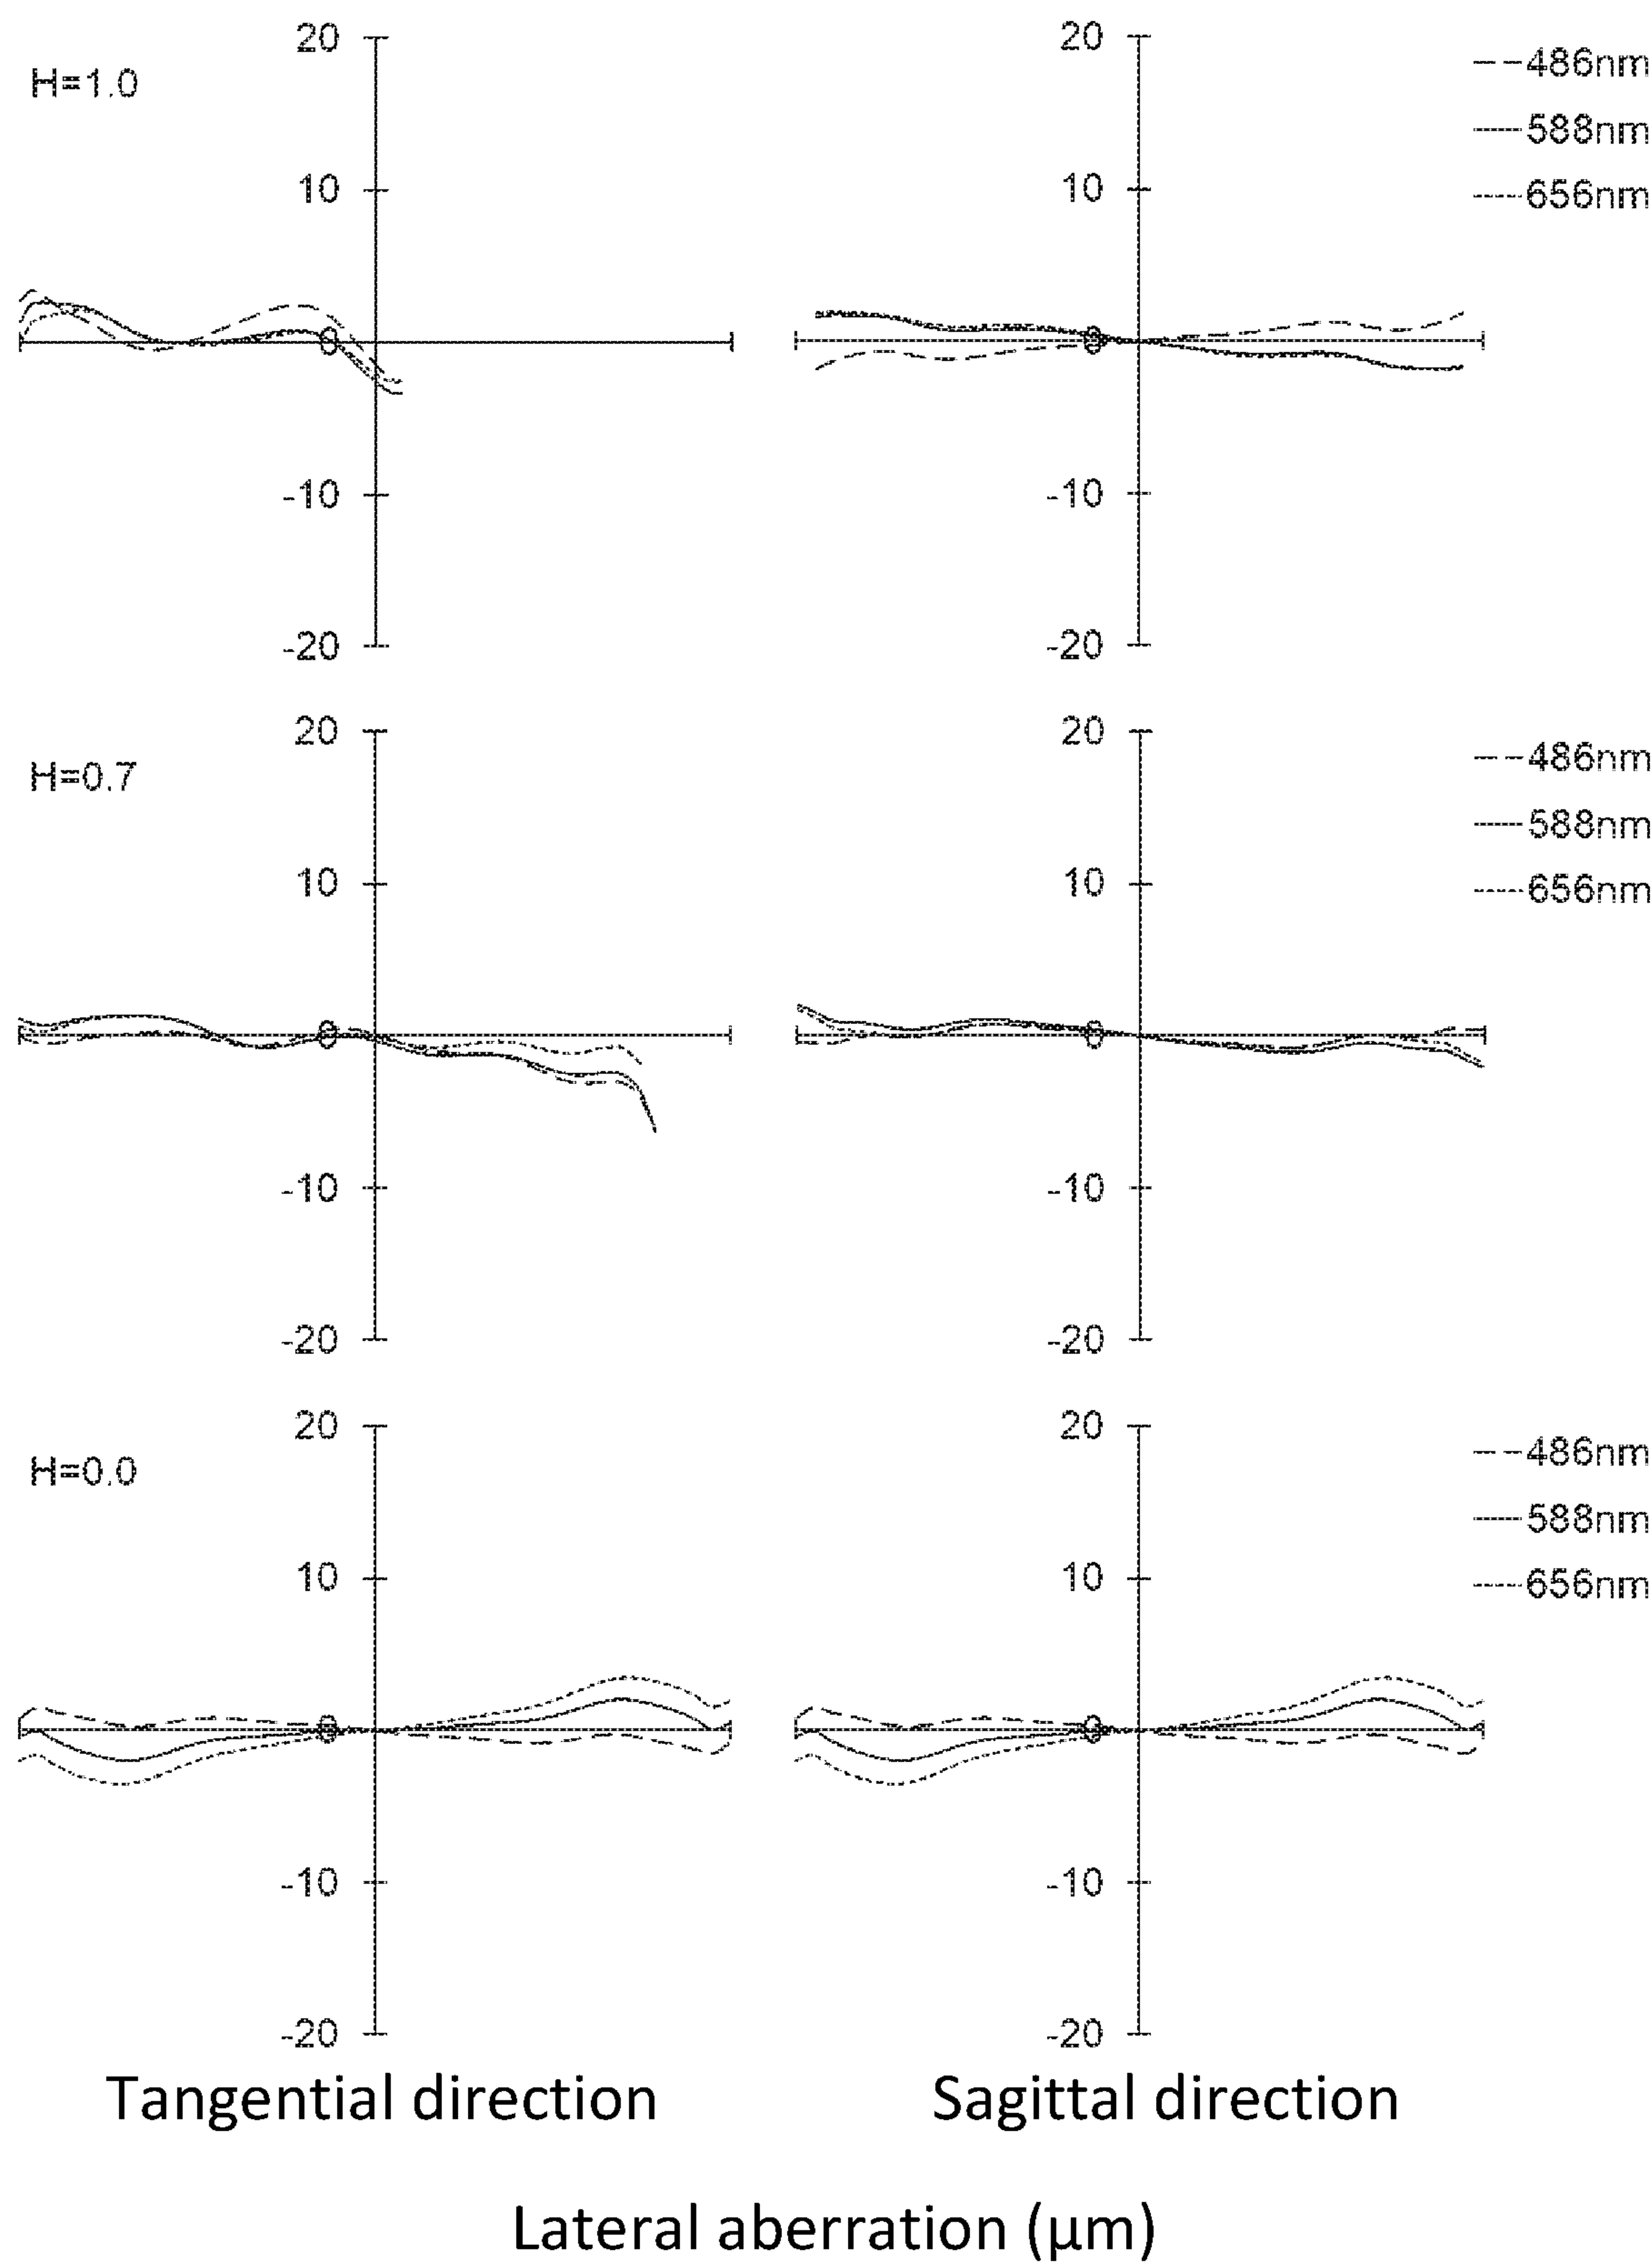 20
20
H=1.0
486nm
588nm
10
10
656nm
0
0
-10
-10
-20
-20
20
20
H=0.7
486nm
588nm
10
10
656nm
0
0
-10
-10
-20
-20
20
20
H=0.0
486nm
588nm
10
10
656nm
0
0
-10
-10
-20
-20
Tangential direction
Sagittal direction
Lateral aberration (μm)